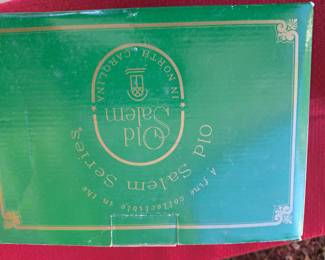 A fine collectible in the
Old Salem Series
Old
Salem
IN NORTH CAROLINA